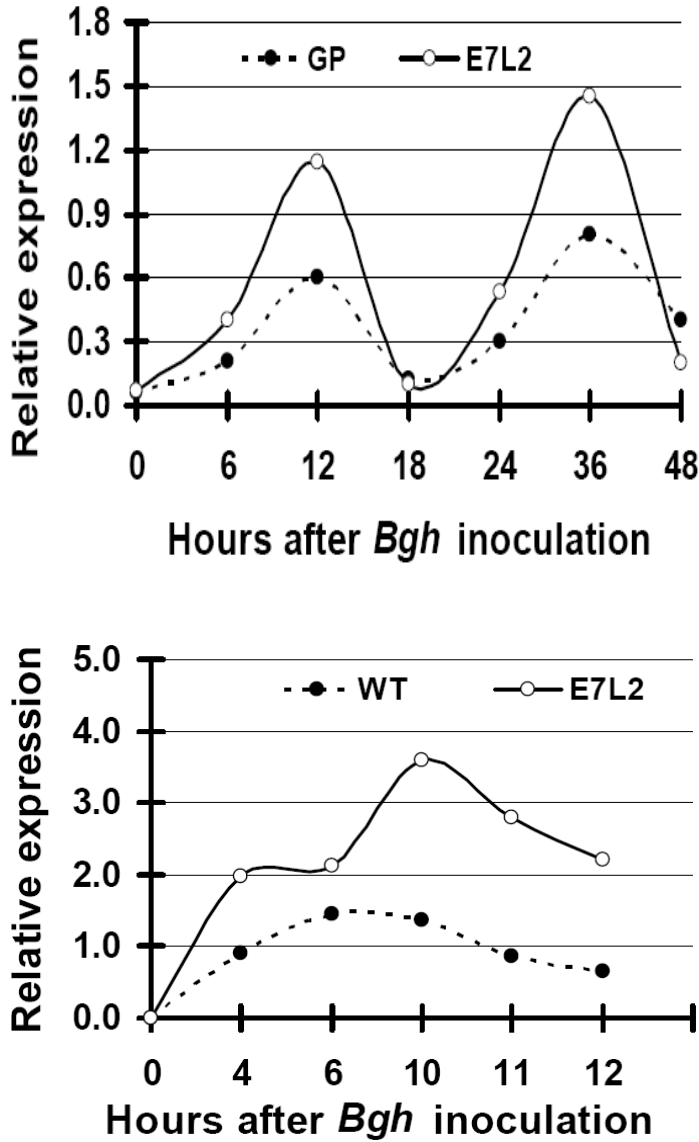 1.8
GP E7L2
1.5
1.2
0.9
0.6
0.3
0.0
Relative expression
0 6 12 18 24 36 48
Hours after Bgh inoculation
5.0
WT E7L2
4.0
3.0
2.0
1.0
0.0
Relative expression
0 4 6 10 11 12
Hours after Bgh inoculation